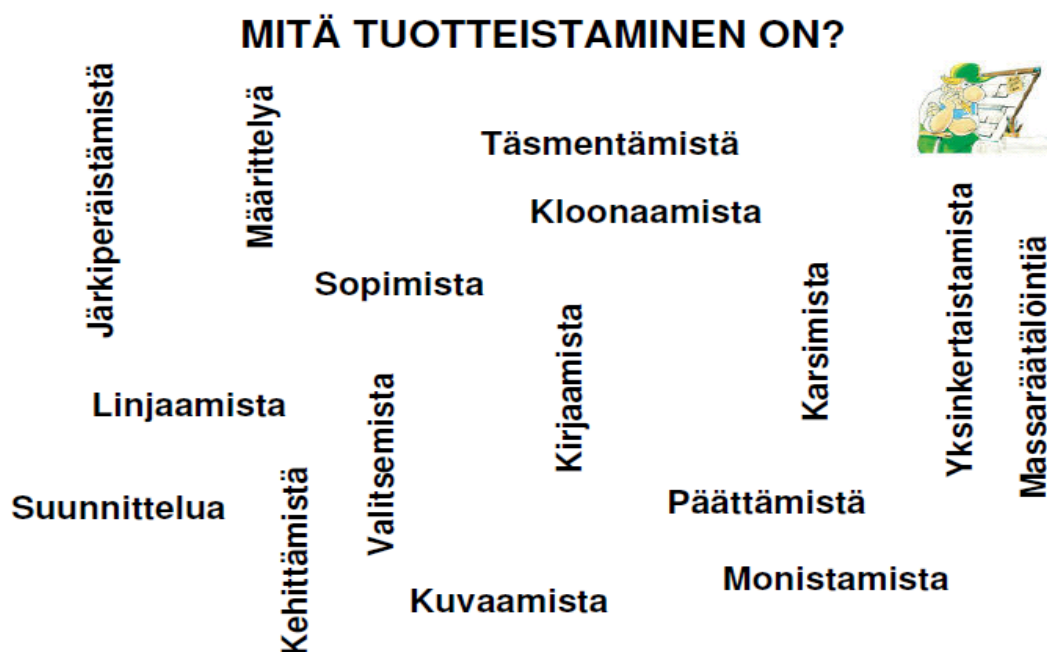 MITÄ TUOTTEISTAMINEN ON?
Järkiperäistämistä
Määrittelyä
Täsmentämistä
Kloonaamista
Sopimista
Yksinkertaistamista
Massaräätälöintiä
Karsimista
Kirjaamista
Linjaamista
Valitsemista
Suunnittelua
Kehittämistä
Päättämistä
Monistamista
Kuvaamista